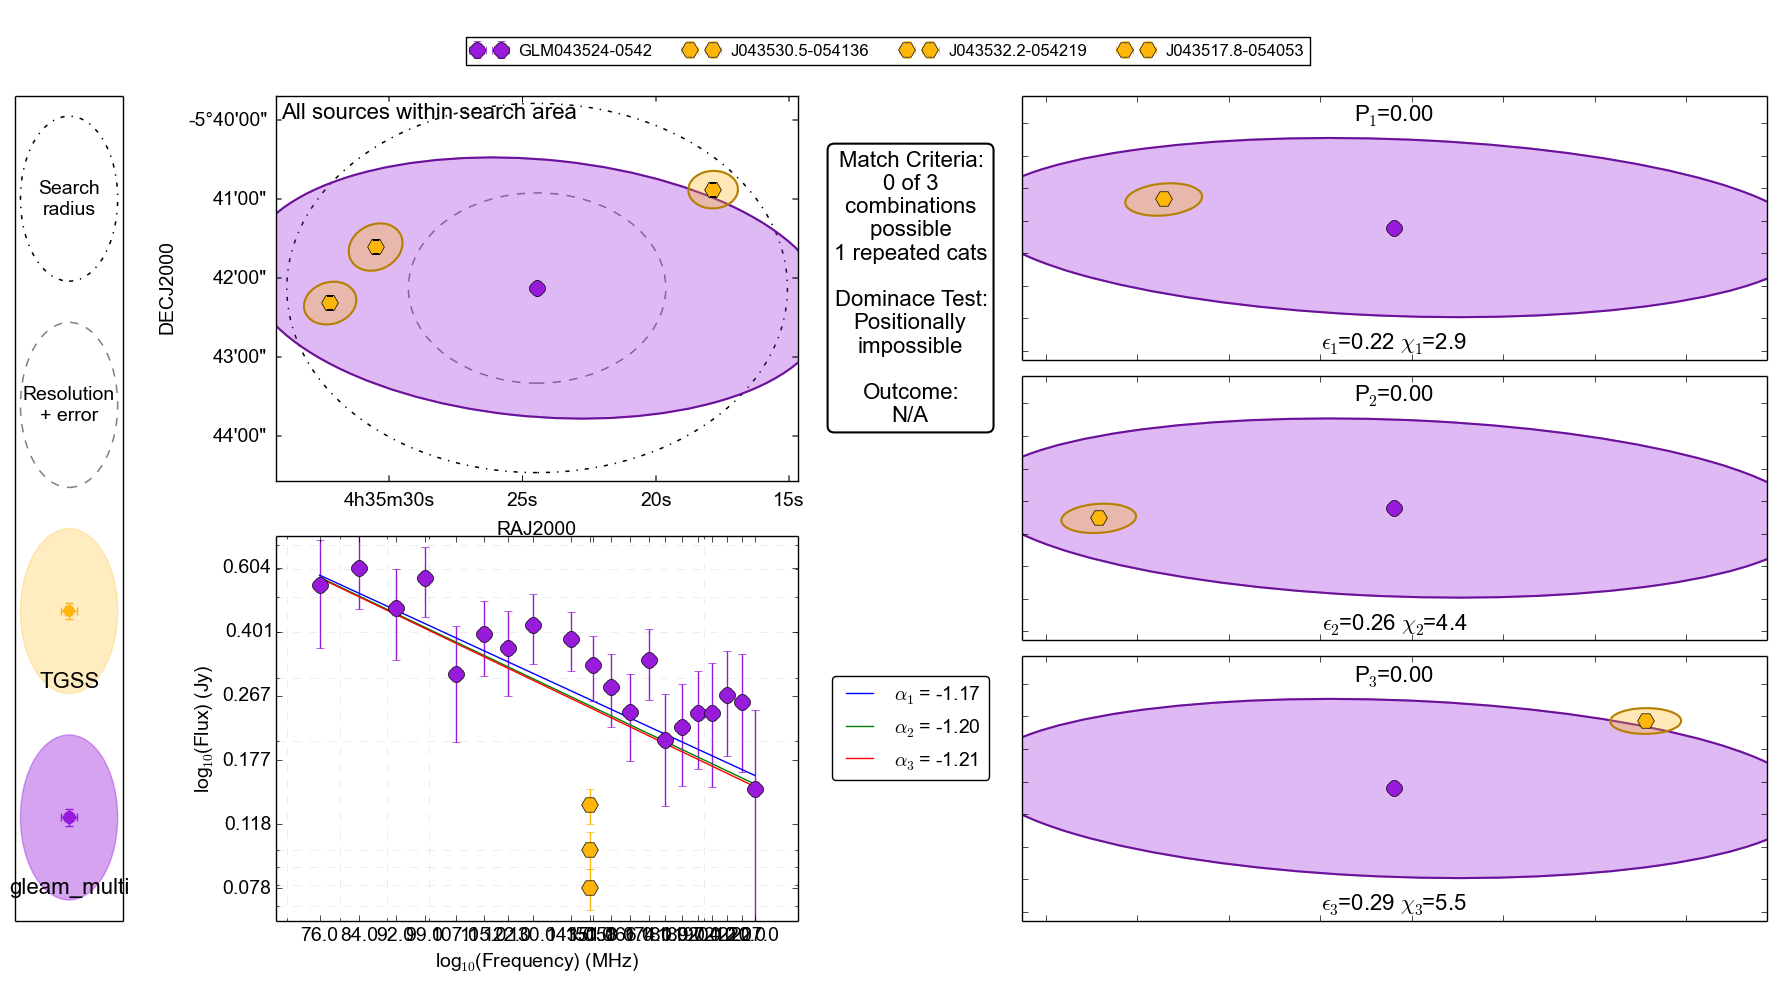 GLM043524-0542
J043530.5-054136
J043532.2-054219
J043517.8-054053
Search
radius
Resolution
+ error
TGSS
gleam_multi
All sources within search area
-5°40'00"
41'00"
42'00"
43'00"
44'00"
DECJ2000
4h35m30s
25s
20s
15s
RAJ2000
Match Criteria:
0 of 3
combinations
possible
1 repeated cats
Dominace Test:
Positionally
impossible
Outcome:
N/A
0.604
0.401
0.267
0.177
0.118
0.078
log₁₀(Flux) (Jy)
76.0
84.0
92.0
99.0
log₁₀(Frequency) (MHz)
α₁ = -1.17
α₂ = -1.20
α₃ = -1.21
P₁=0.00
ϵ₁=0.22 χ₁=2.9
P₂=0.00
ϵ₂=0.26 χ₂=4.4
P₃=0.00
ϵ₃=0.29 χ₃=5.5